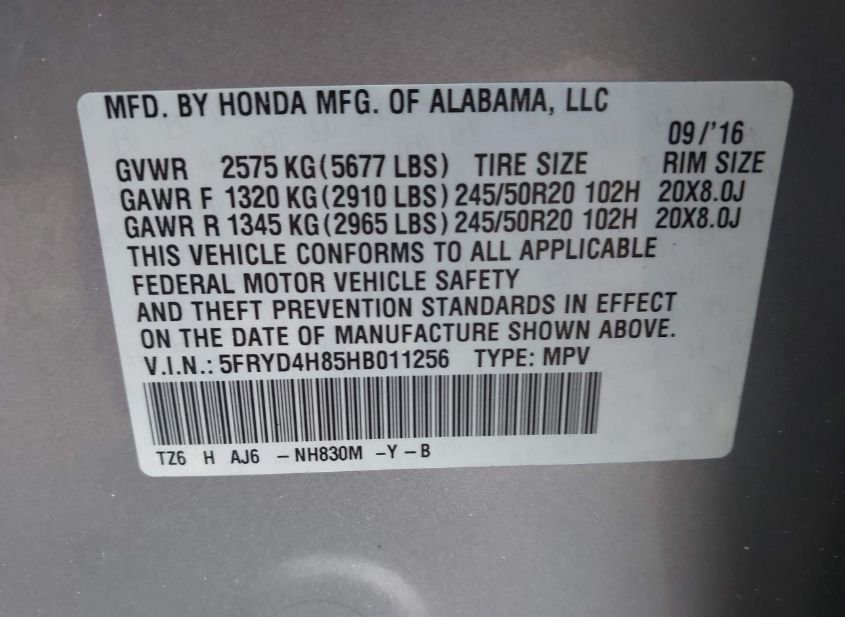 MFD. BY HONDA MFG. OF ALABAMA, LLC
09/'16
GVWR 2575 KG (5677 LBS) TIRE SIZE RIM SIZE
GAWR F 1320 KG (2910 LBS) 245/50R20 102H 20X8.0J
GAWR R 1345 KG (2965 LBS) 245/50R20 102H 20X8.0J
THIS VEHICLE CONFORMS TO ALL APPLICABLE
FEDERAL MOTOR VEHICLE SAFETY
AND THEFT PREVENTION STANDARDS IN EFFECT
ON THE DATE OF MANUFACTURE SHOWN ABOVE.
V.I.N.: 5FRYD4H85HB011256 TYPE: MPV
TZ6 H AJ6 -NH830M -Y-B